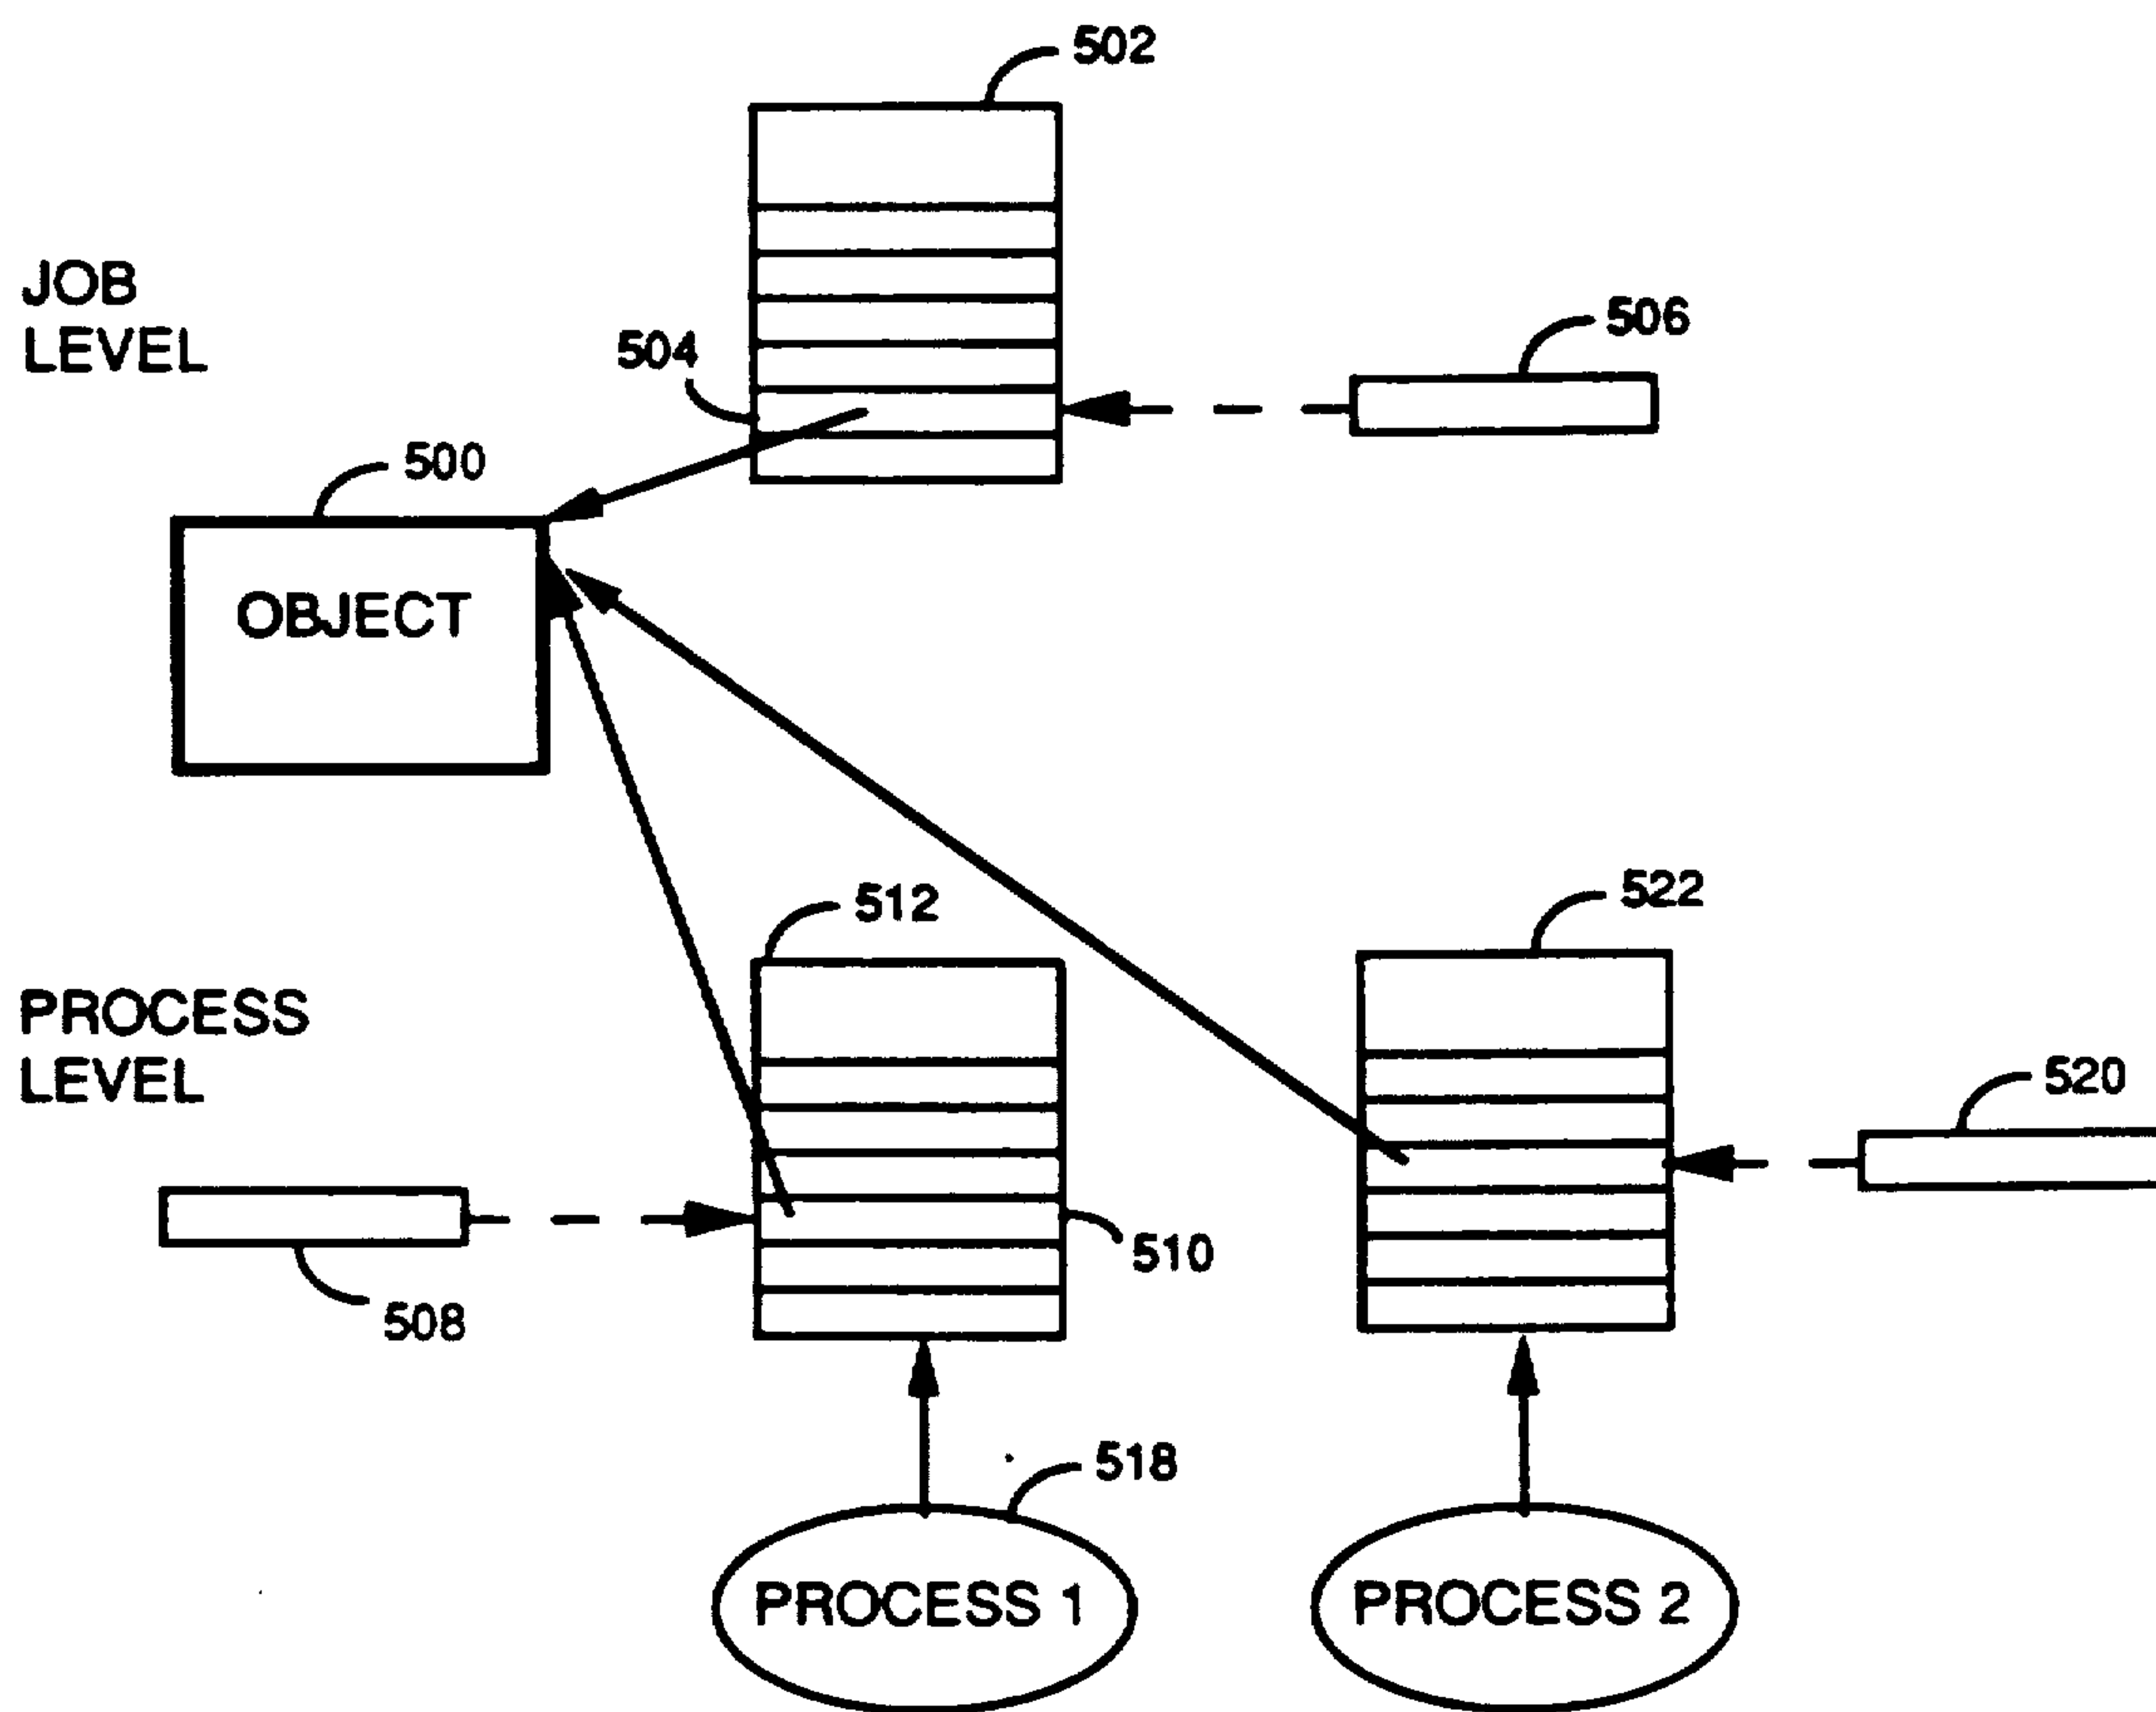 502
JOB
LEVEL
504
506
500
OBJECT
512
522
PROCESS
LEVEL
520
510
508
518
PROCESS 1
PROCESS 2